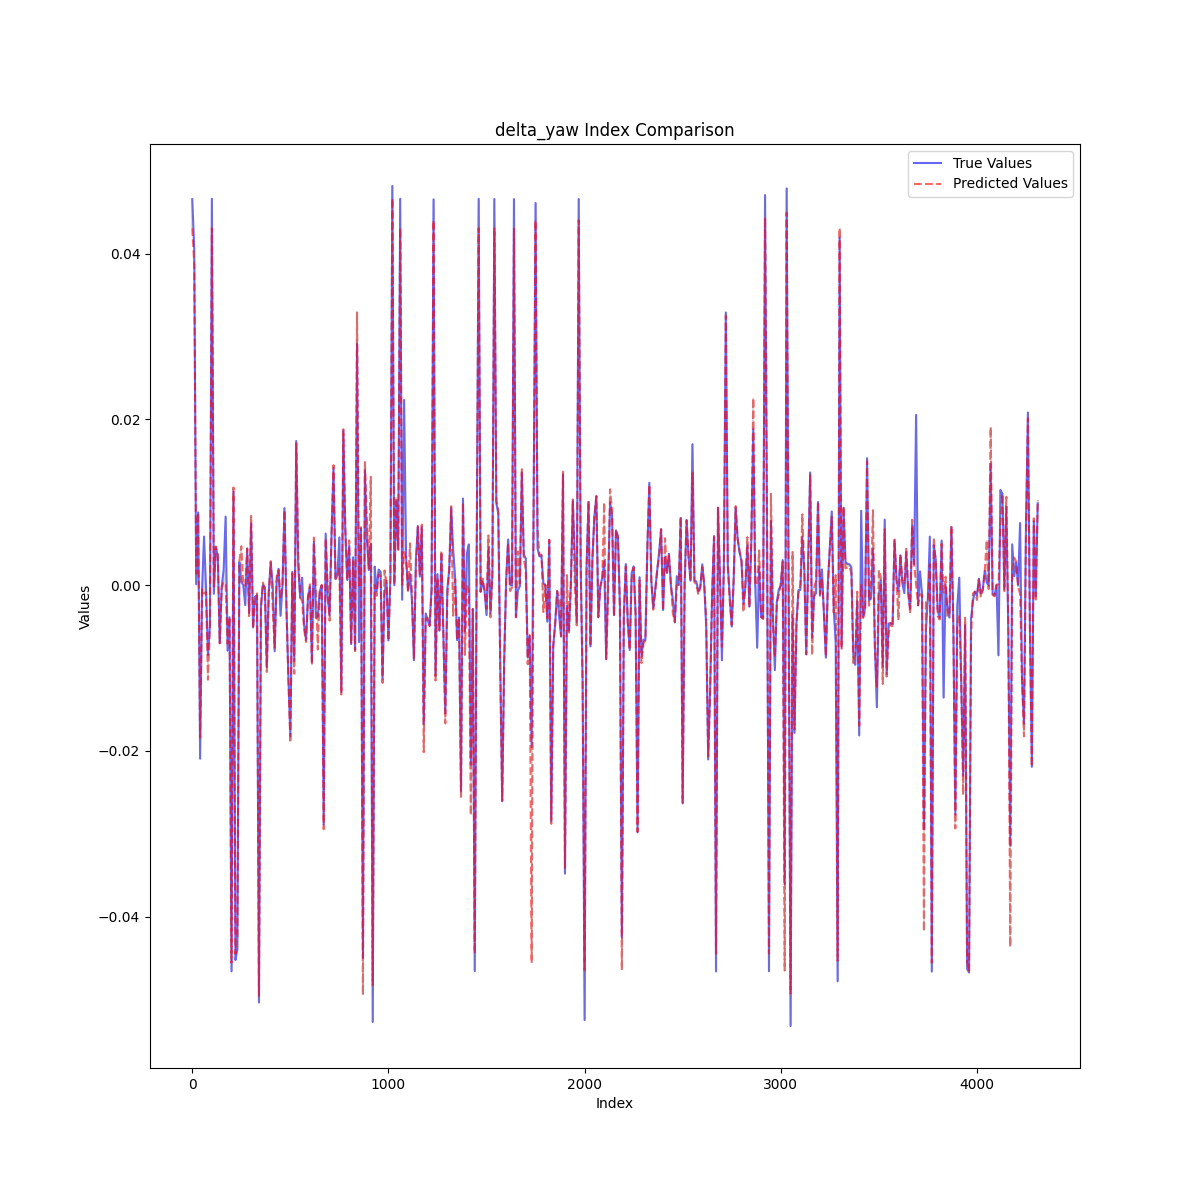 delta_yaw Index Comparison
True Values
Predicted Values
0.04
0.02
0.00
−0.02
−0.04
Values
0 1000 2000 3000 4000
Index